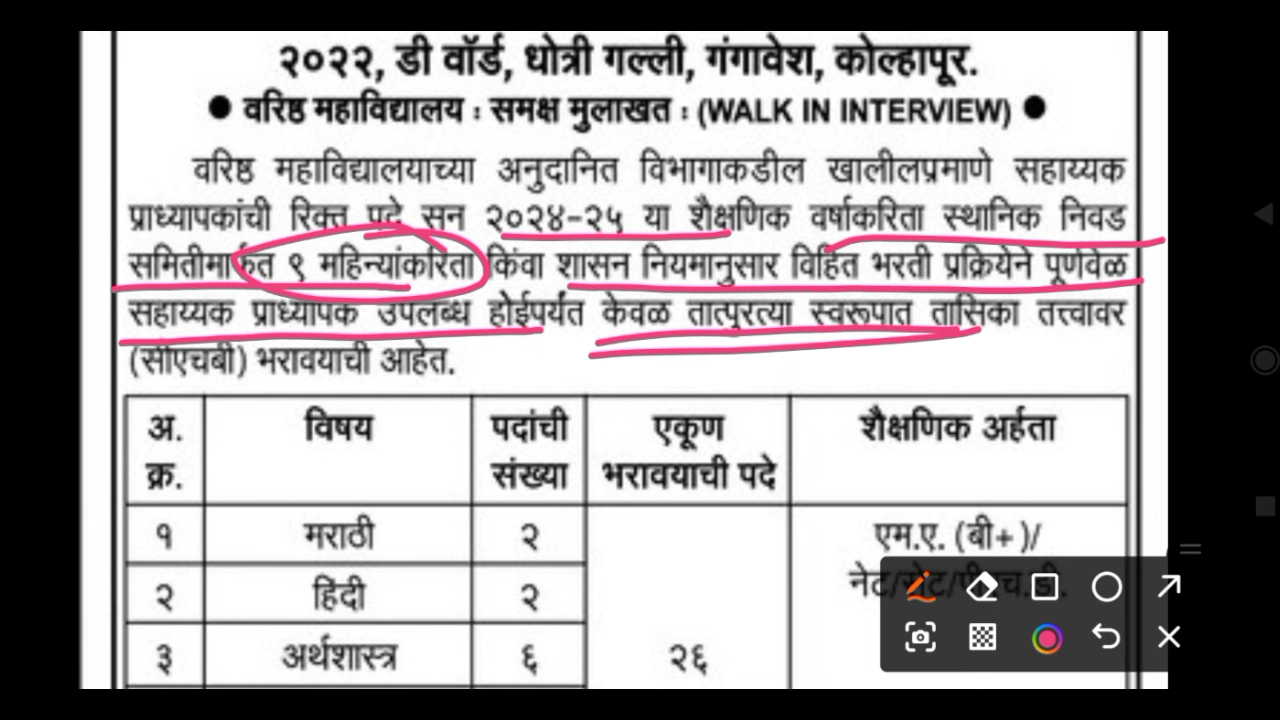 २०२२, डी वॉर्ड, धोत्री गल्ली, गंगावेश, कोल्हापूर.
● वरिष्ठ महाविद्यालय : समक्ष मुलाखत : (WALK IN INTERVIEW) ●
वरिष्ठ महाविद्यालयाच्या अनुदानित विभागाकडील खालीलप्रमाणे सहाय्यक
प्राध्यापकांची रिक्त पदे सन २०२४-२५ या शैक्षणिक वर्षाकरिता स्थानिक निवड
समितीमार्फत ९ महिन्यांकरिता किंवा शासन नियमानुसार विहित भरती प्रक्रियेने पूर्णवेळ
सहाय्यक प्राध्यापक उपलब्ध होईपर्यंत केवळ तात्पुरत्या स्वरूपात तासिका तत्त्वावर
(सीएचबी) भरावयाची आहेत.
अ. क्र. विषय पदांची संख्या एकूण भरावयाची पदे शैक्षणिक अर्हता
१ मराठी २ एम.ए. (बी+)/
नेट/सेट/पीएच.डी.
२ हिंदी २
३ अर्थशास्त्र ६ २६